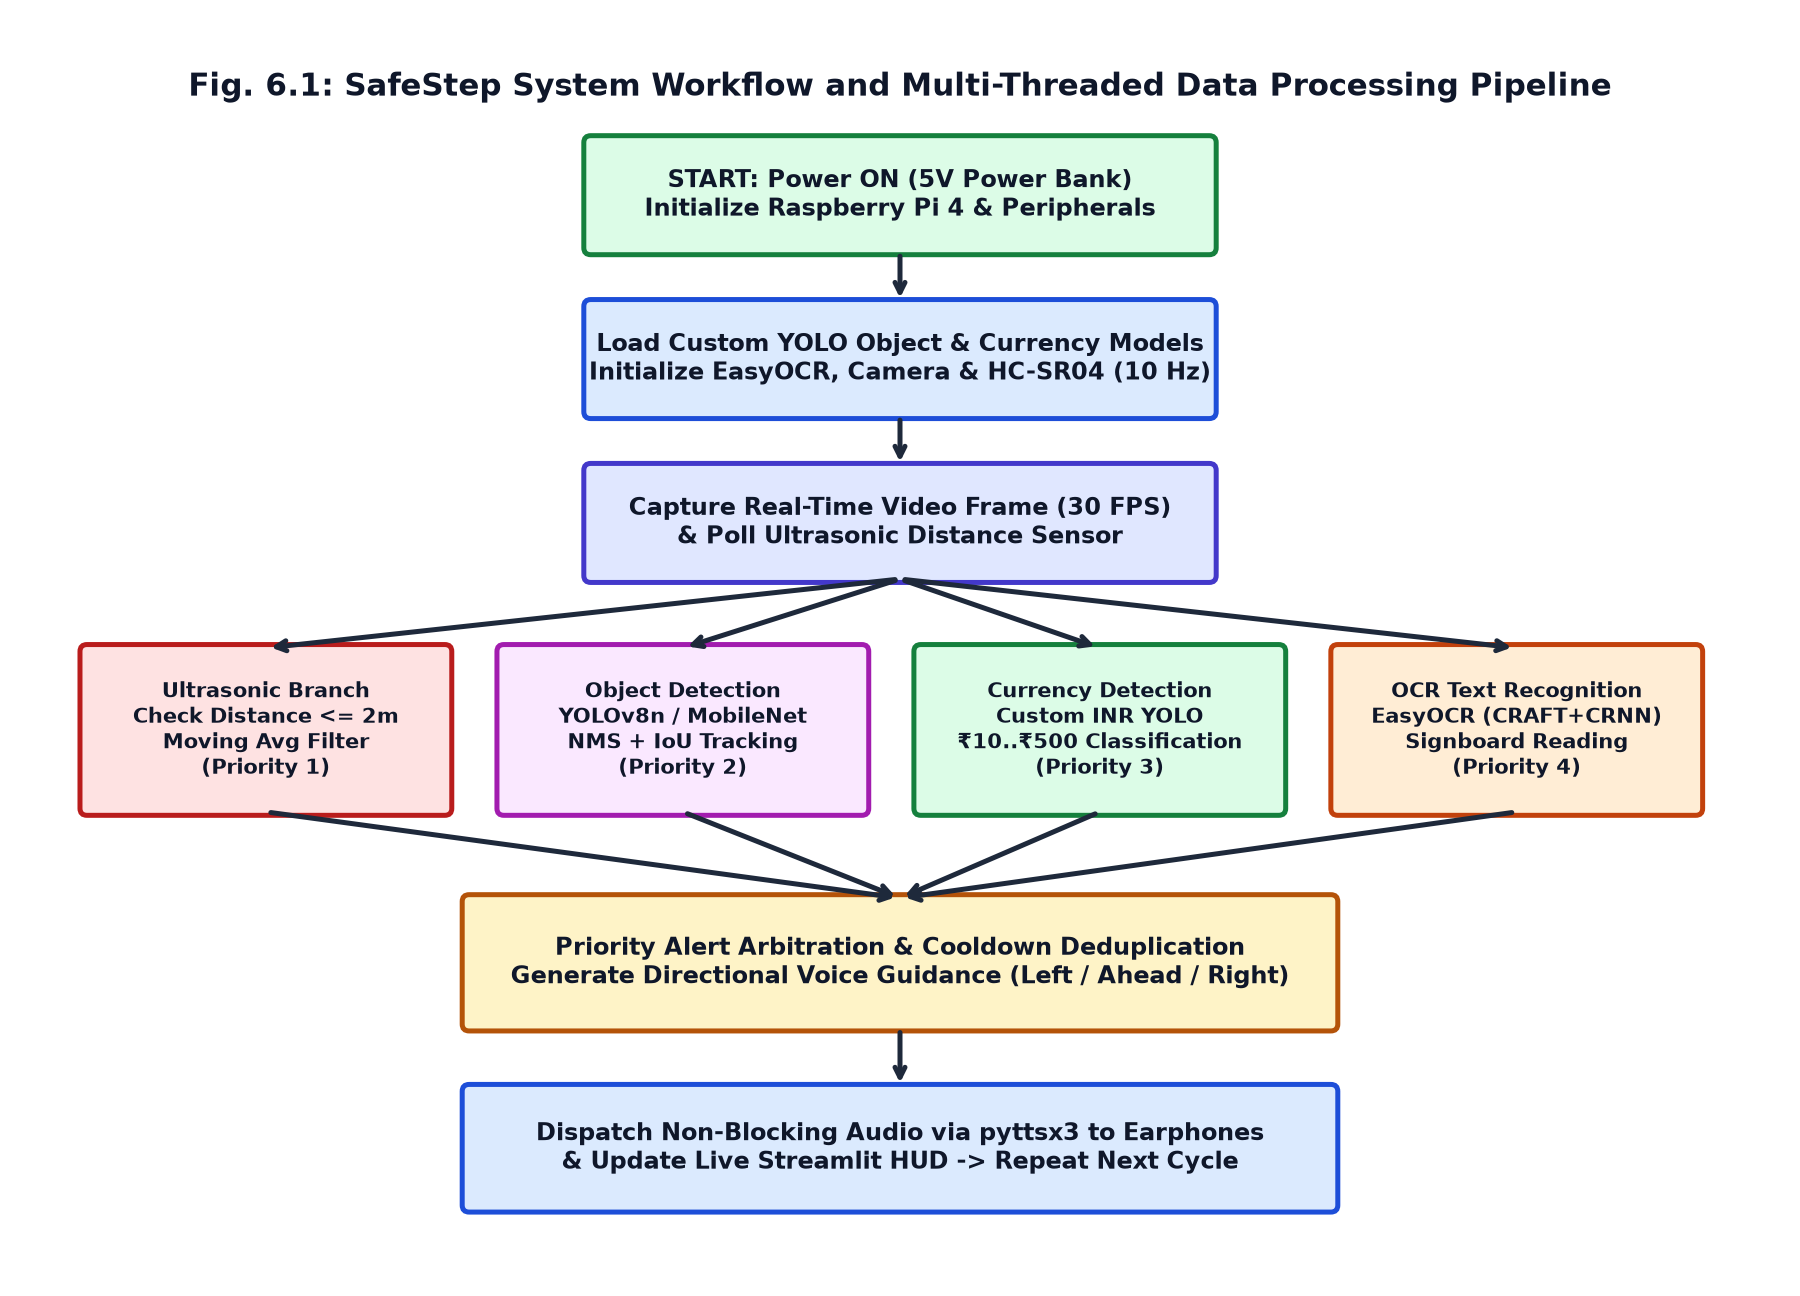 Fig. 6.1: SafeStep System Workflow and Multi-Threaded Data Processing Pipeline
START: Power ON (5V Power Bank)
Initialize Raspberry Pi 4 & Peripherals
Load Custom YOLO Object & Currency Models
Initialize EasyOCR, Camera & HC-SR04 (10 Hz)
Capture Real-Time Video Frame (30 FPS)
& Poll Ultrasonic Distance Sensor
Ultrasonic Branch
Check Distance <= 2m
Moving Avg Filter
(Priority 1)
Object Detection
YOLOv8n / MobileNet
NMS + IoU Tracking
(Priority 2)
Currency Detection
Custom INR YOLO
₹10..₹500 Classification
(Priority 3)
OCR Text Recognition
EasyOCR (CRAFT+CRNN)
Signboard Reading
(Priority 4)
Priority Alert Arbitration & Cooldown Deduplication
Generate Directional Voice Guidance (Left / Ahead / Right)
Dispatch Non-Blocking Audio via pyttsx3 to Earphones
& Update Live Streamlit HUD -> Repeat Next Cycle